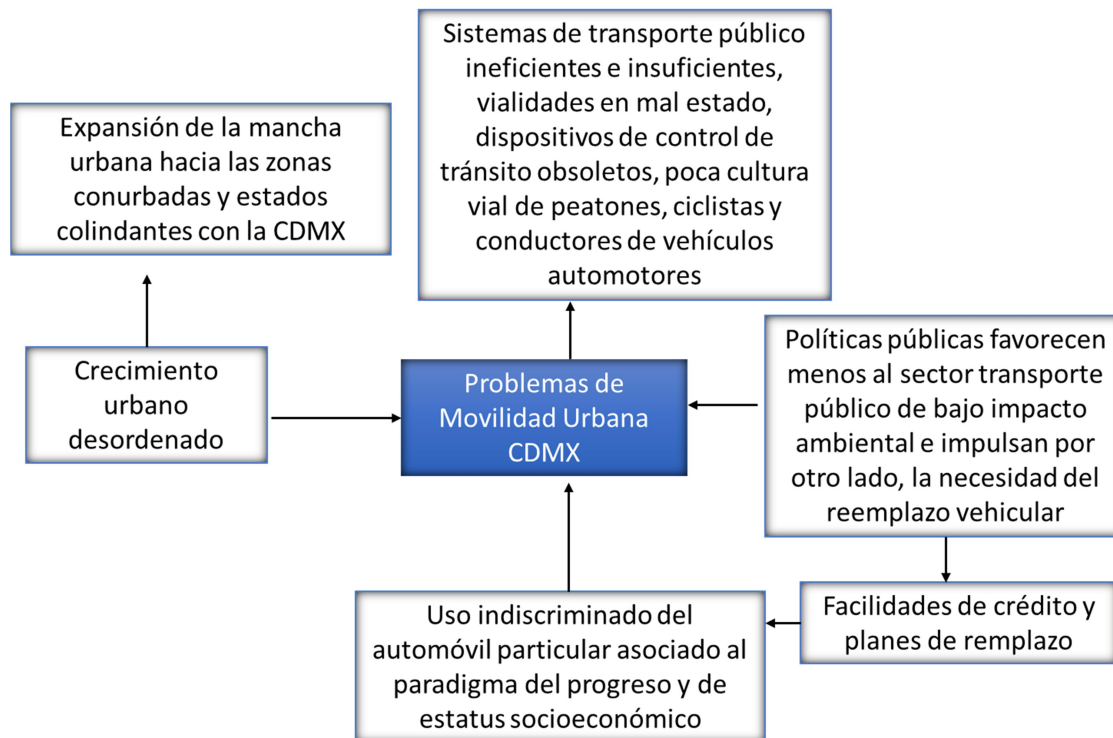 Sistemas de transporte público
ineficientes e insuficientes,
vialidades en mal estado,
dispositivos de control de
tránsito obsoletos, poca cultura
vial de peatones, ciclistas y
conductores de vehículos
automotores
Expansión de la mancha
urbana hacia las zonas
conurbadas y estados
colindantes con la CDMX
Crecimiento
urbano
desordenado
Problemas de
Movilidad Urbana
CDMX
Políticas públicas favorecen
menos al sector transporte
público de bajo impacto
ambiental e impulsan por
otro lado, la necesidad del
reemplazo vehicular
Facilidades de crédito y
planes de remplazo
Uso indiscriminado del
automóvil particular asociado al
paradigma del progreso y de
estatus socioeconómico